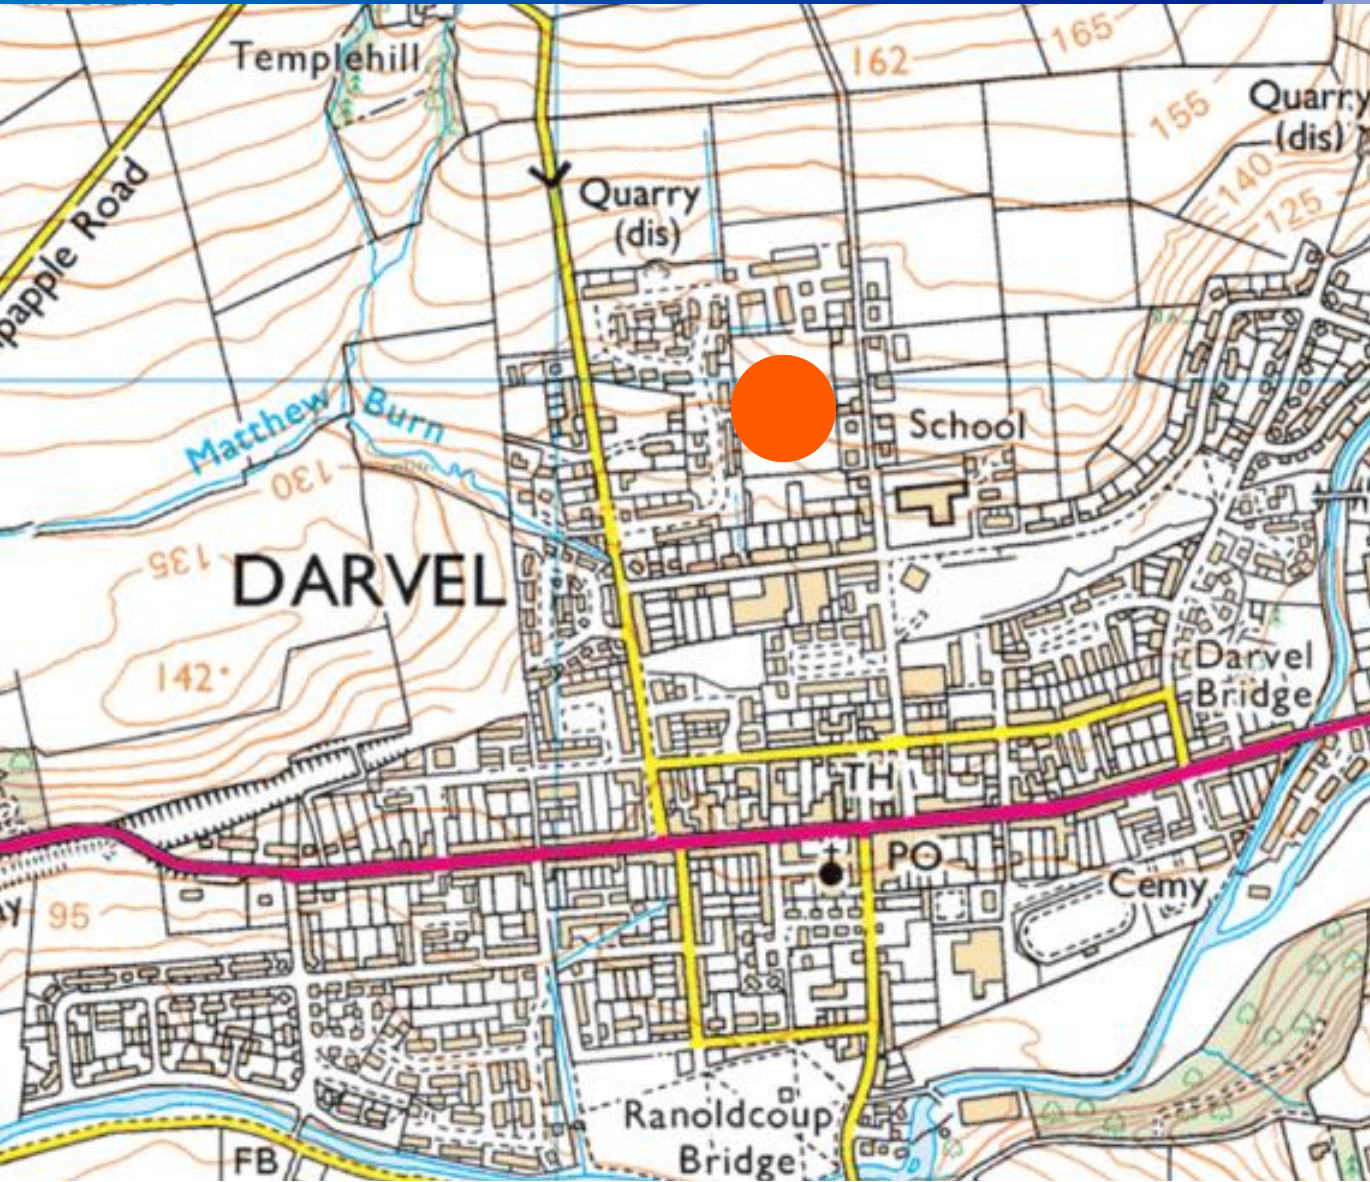 Templehill
162
165
Quarry
(dis)
155
140
125
Road
Quarry
(dis)
Matthew Burn
School
130
135
DARVEL
142
Darvel
Bridge
TH
PO
Cemy
95
Ranoldcoup
Bridge
FB